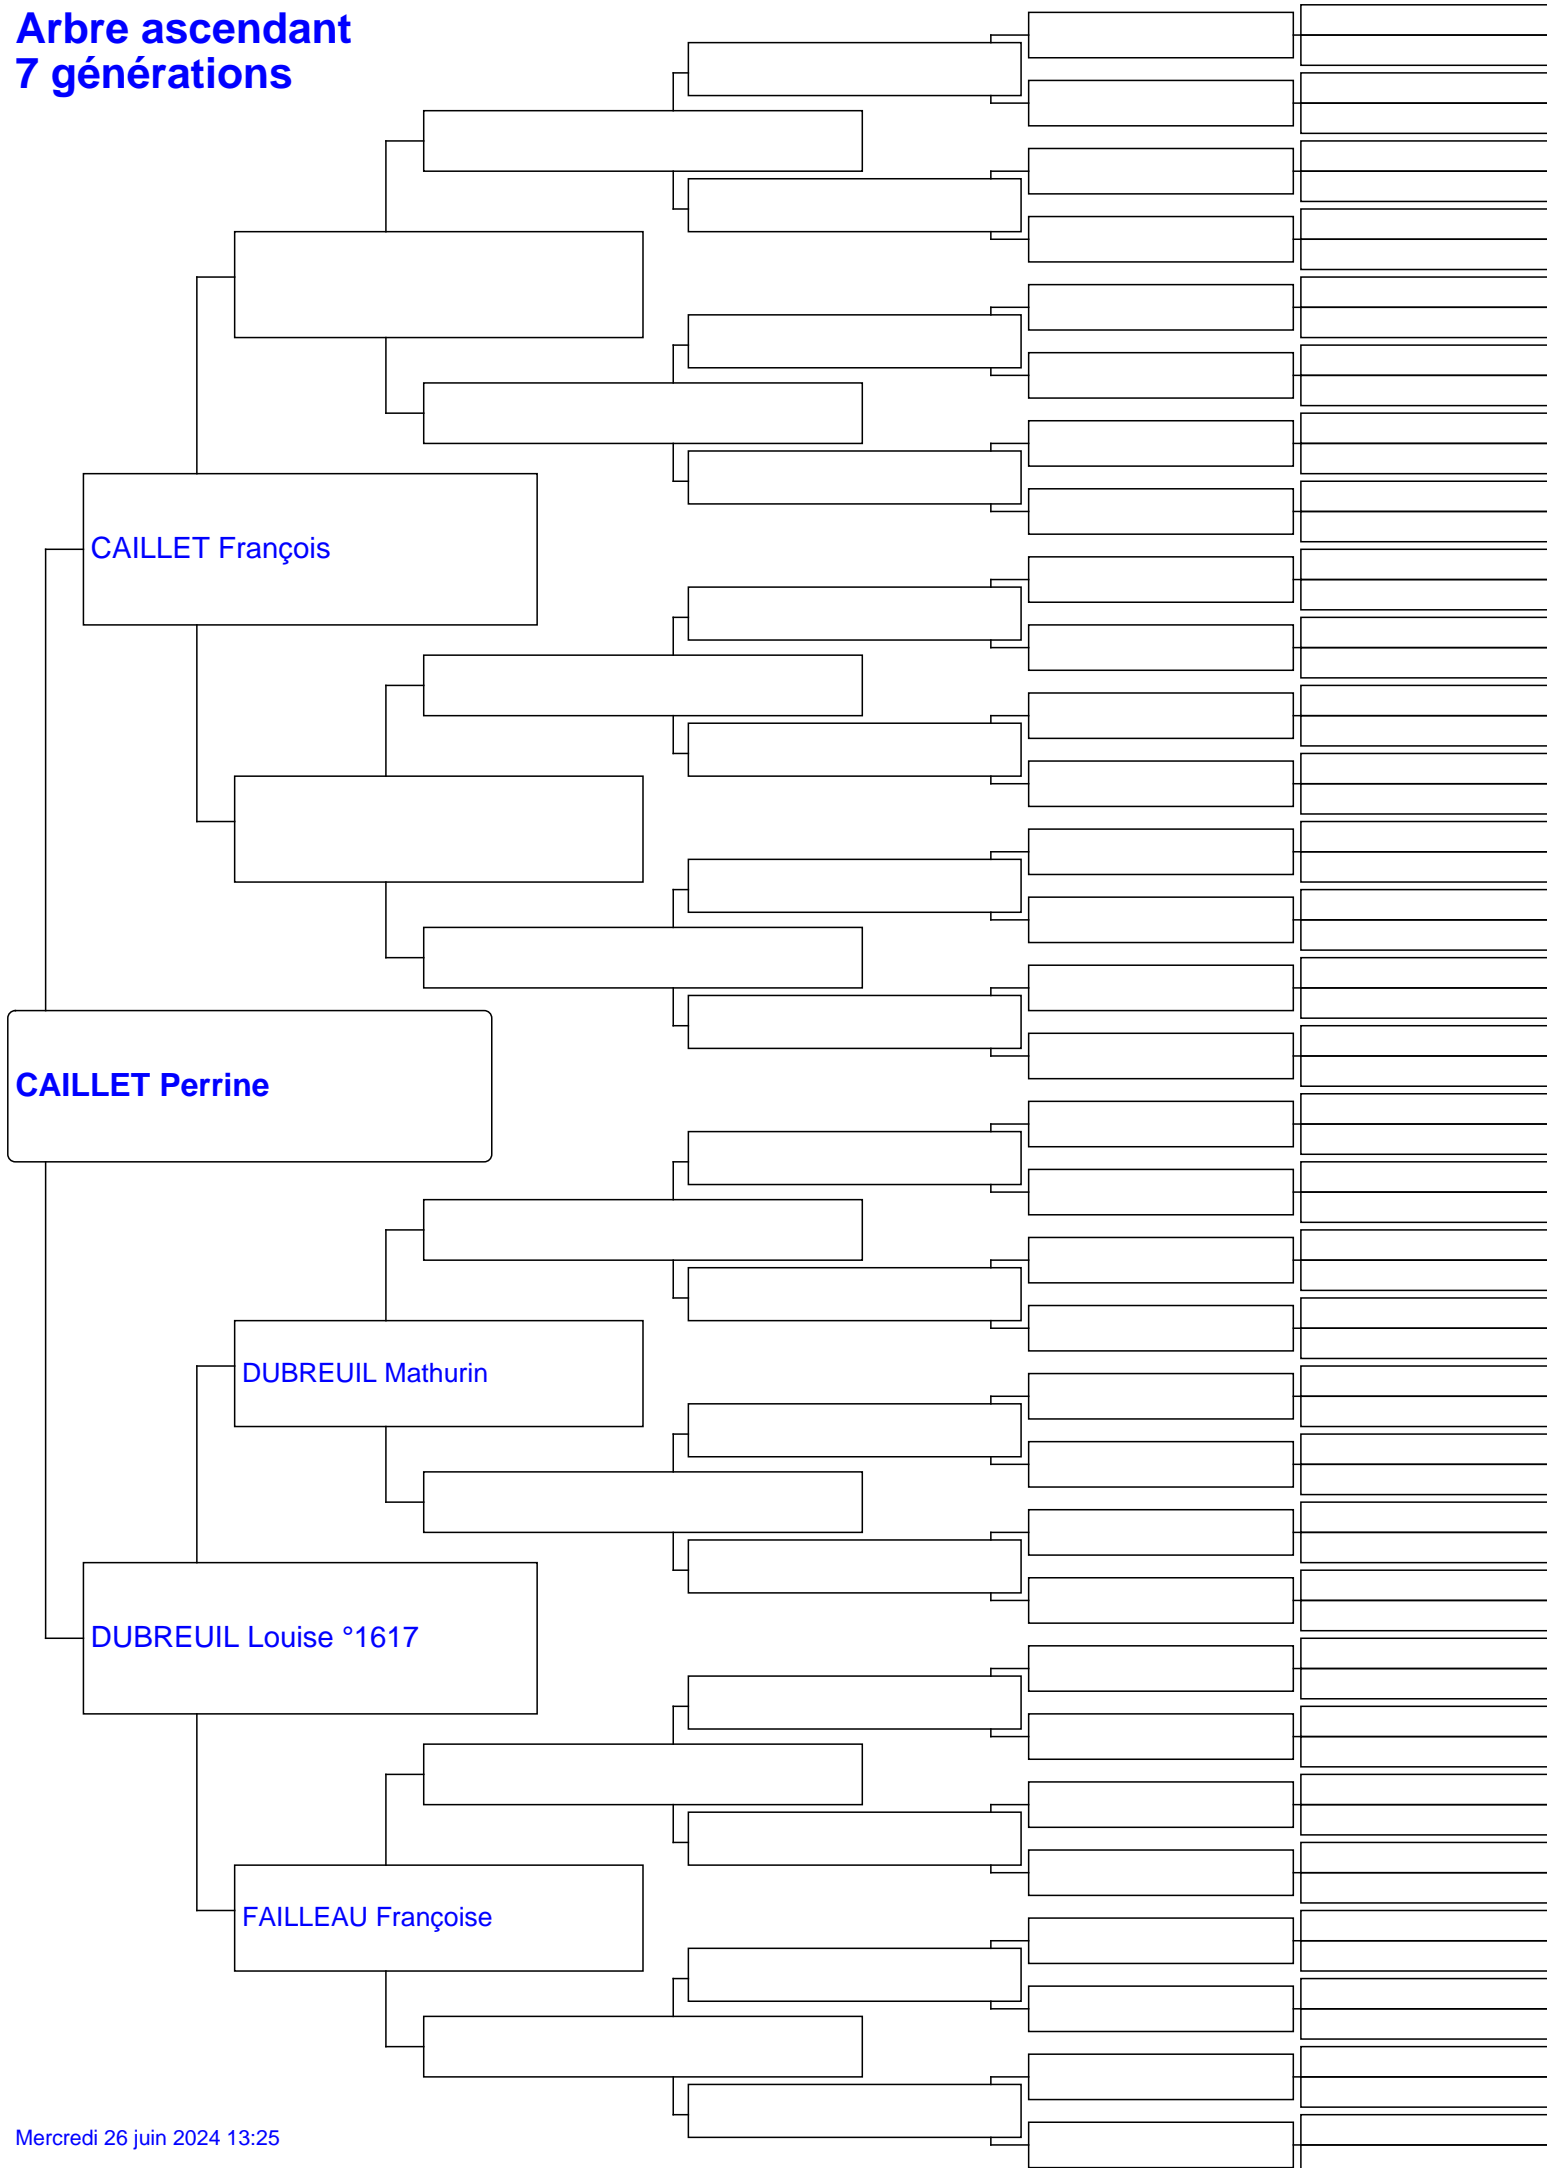 Arbre ascendant
7 générations
CAILLET François
CAILLET Perrine
DUBREUIL Mathurin
DUBREUIL Louise °1617
FAILLEAU Françoise
Mercredi 26 juin 2024 13:25